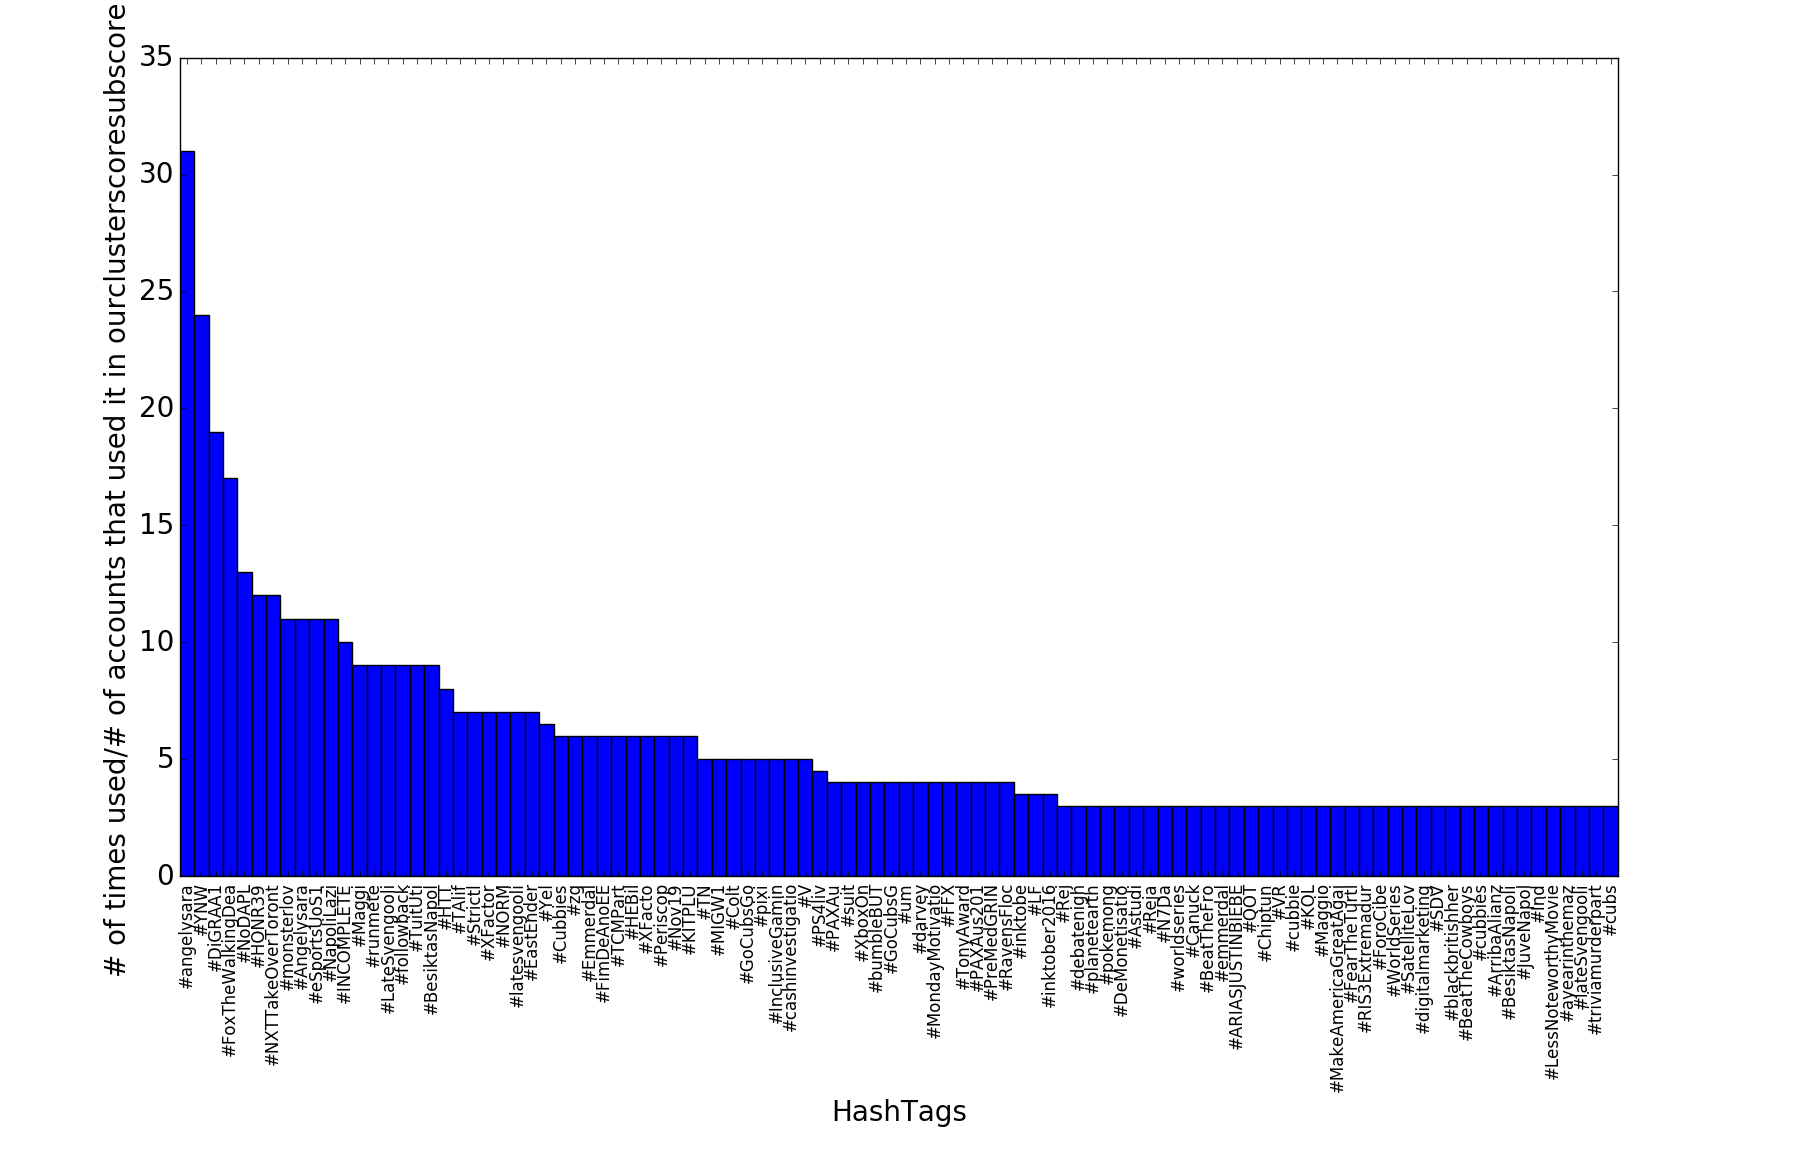 # of times used/# of accounts that used it in ourclusterscoresubscore
35
30
25
20
15
10
5
0
#angelysara
#YNW
#DjGRAA1
#FoxTheWalkingDea
#NoDAPL
#HONR39
#NXTTakeOverToront
#monsterlov
#Angelysara
#eSportsUoS1
#NapoliLazi
#INCOMPLETE
#Maggi
#runmete
#LateSvengooli
#followback
#TuitUti
#BesiktasNapol
#HTT
#TAlif
#Strictl
#XFactor
#NORM
#latesvengooli
#EastEnder
#Yel
#Cubbies
#zg
#Emmerdal
#FimDeAnoEE
#TCMPart
#HEBil
#XFacto
#Periscop
#Nov19
#KITPLU
#TN
#MIGW1
#Colt
#GoCubsGo
#pixi
#InclusiveGamin
#cashinvestigatio
#V
#PS4liv
#PAXAu
#suit
#XboxOn
#bumbleBUT
#GoCubsG
#um
#darvey
#MondayMotivatio
#FFX
#TonyAward
#PAXAus201
#PreMedGRIN
#RavensFloc
#inktobe
#LF
#inktober2016
#Rej
#debatenigh
#planetearth
#pokemong
#DeMonetisatio
#Astudi
#Reja
#N7Da
#worldseries
#Canuck
#BeatTheFro
#emmerdal
#ARIASJUSTINBIEBE
#QOT
#Chiptun
#VR
#cubbie
#KOL
#Maggio
#MakeAmericaGreatAgai
#FearTheTurtl
#RIS3Extremadur
#ForoCibe
#WorldSeries
#SatelliteLov
#digitalmarketing
#SDV
#blackbritishher
#BeatTheCowboys
#cubbies
#ArribaAlianz
#BesiktasNapoli
#JuveNapol
#Ind
#LessNoteworthyMovie
#ayearinthemaz
#lateSvengooli
#triviamurderpart
#cubs
HashTags